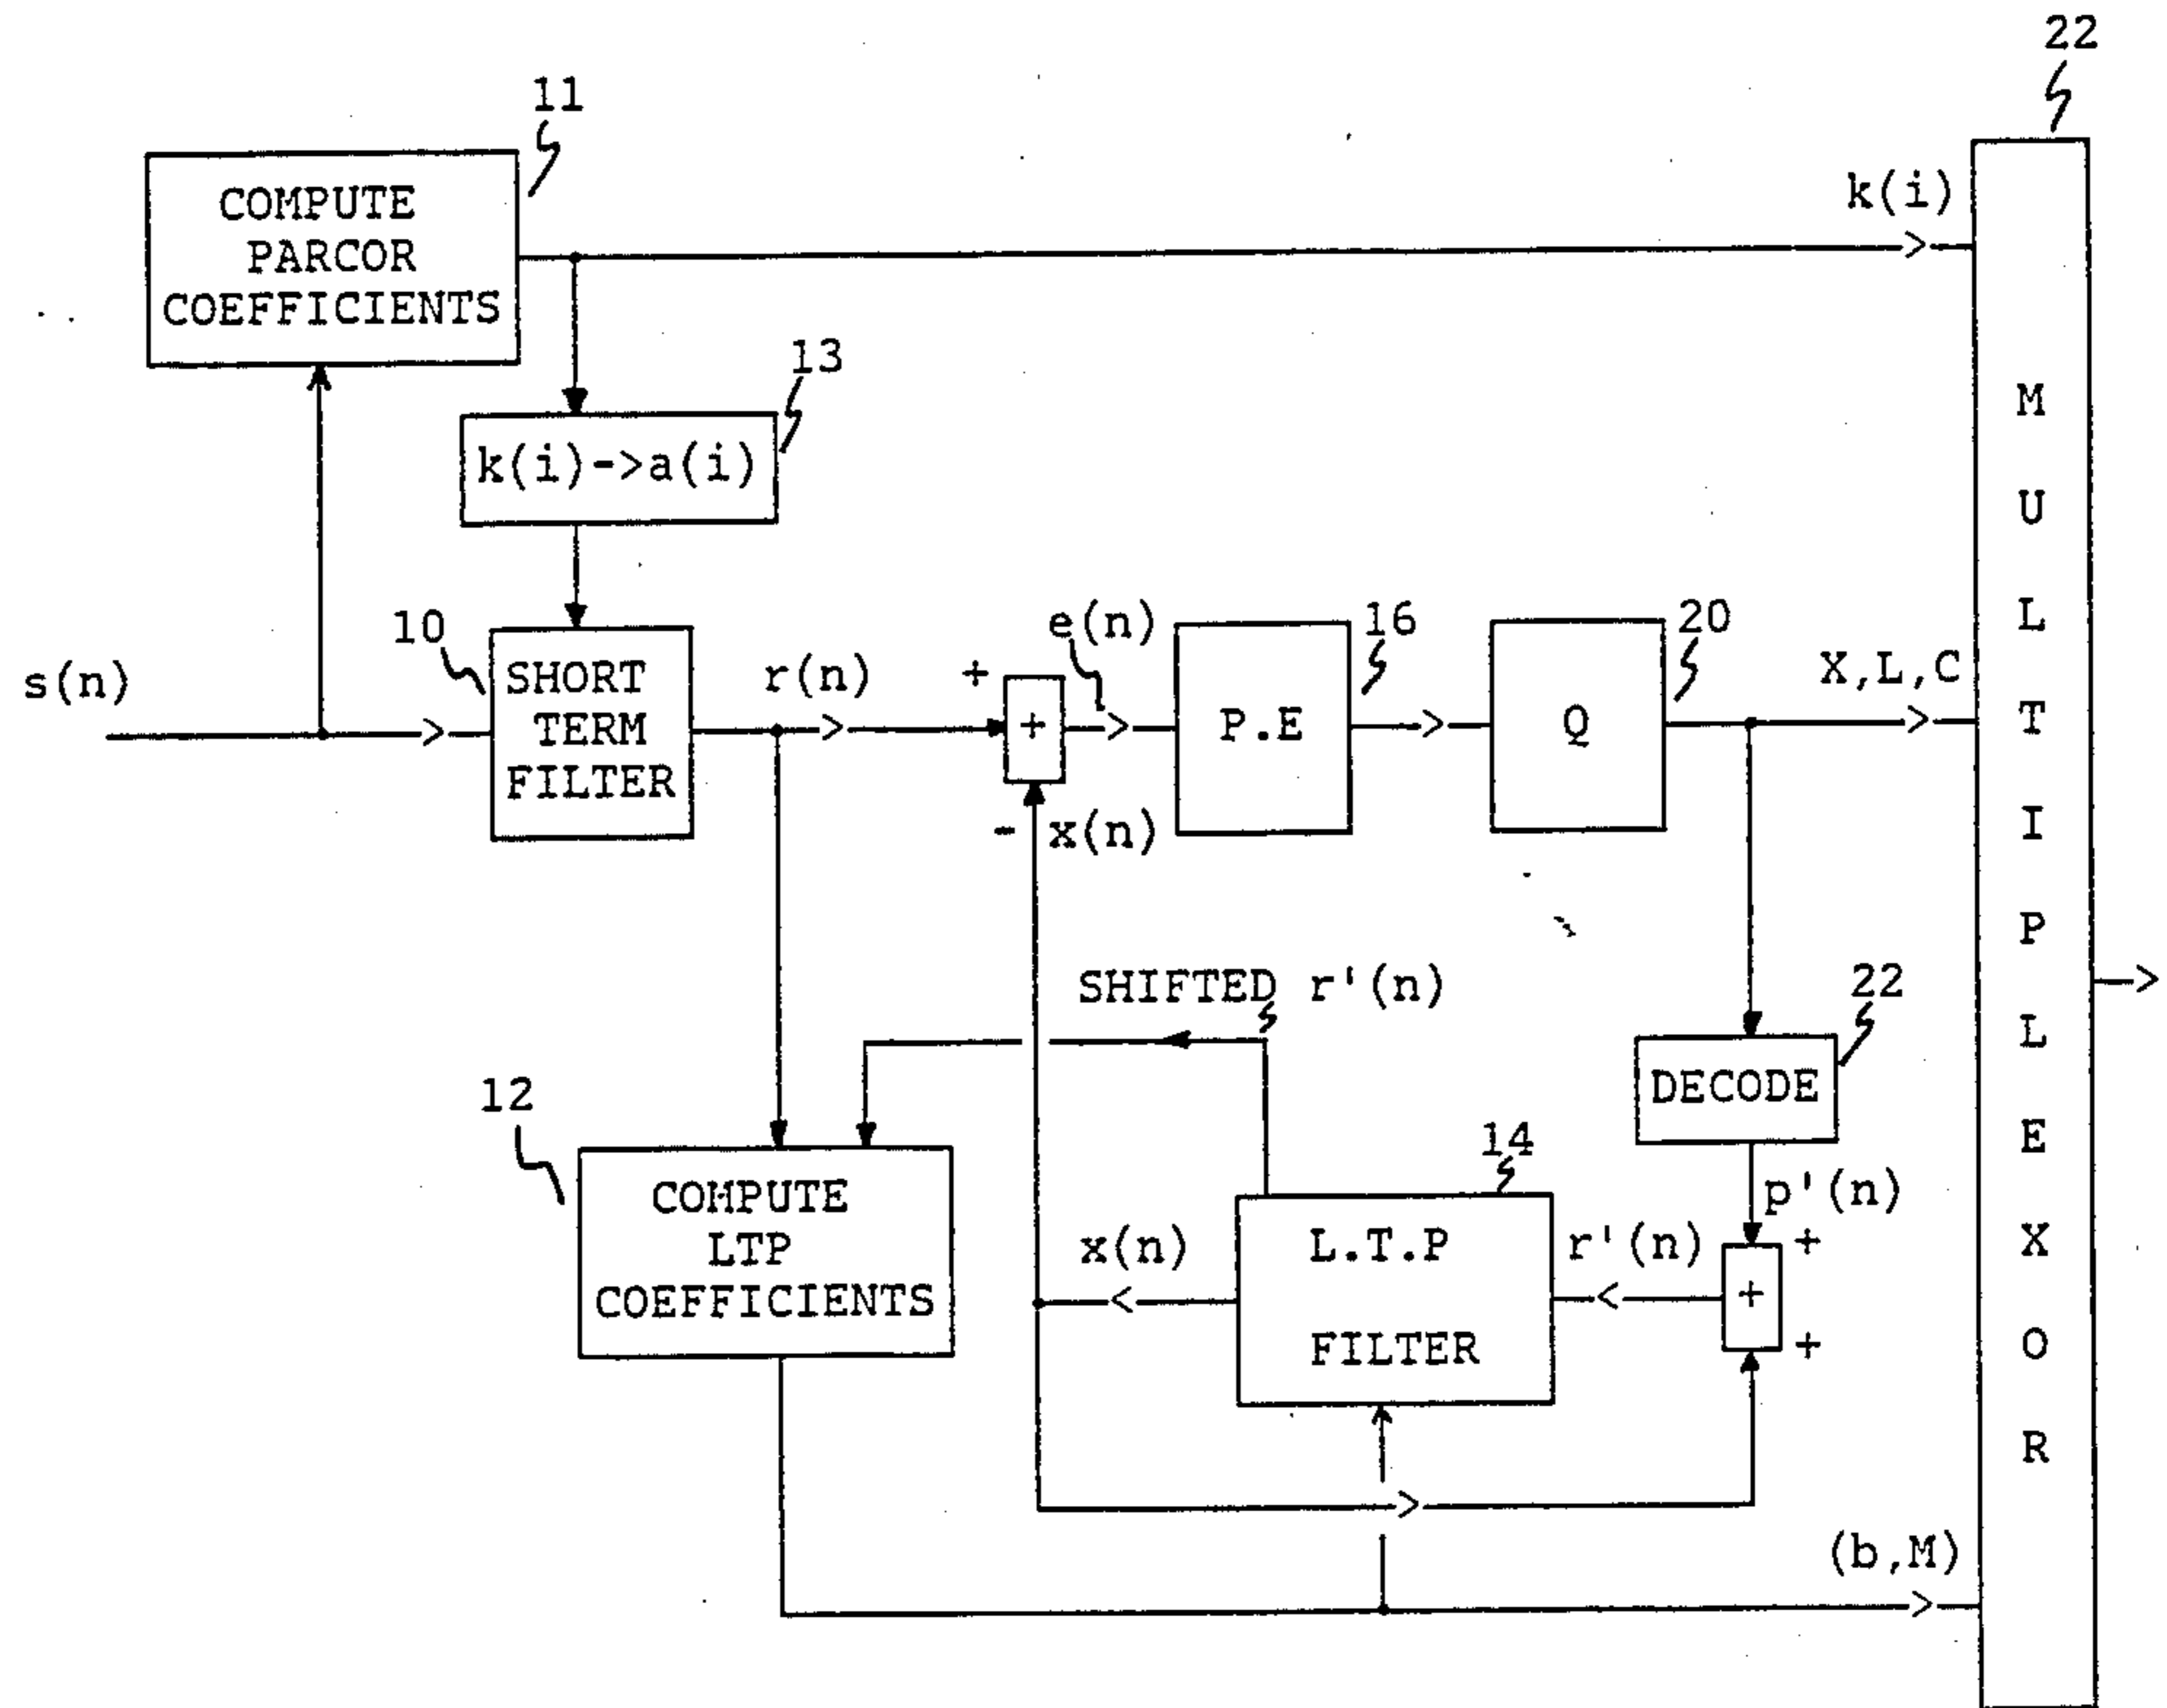 22
11
COMPUTE
PARCOR
COEFFICIENTS
k(i)
13
k(i)->a(i)
10
SHORT
TERM
FILTER
s(n)
r(n)
+
+
e(n)
- x(n)
P.E
16
Q
20
X,L,C
MULTIPLEXOR
SHIFTED r'(n)
22
DECODE
12
COMPUTE
LTP
COEFFICIENTS
14
L.T.P
FILTER
x(n)
r'(n)
p'(n)
+
+
+
(b,M)